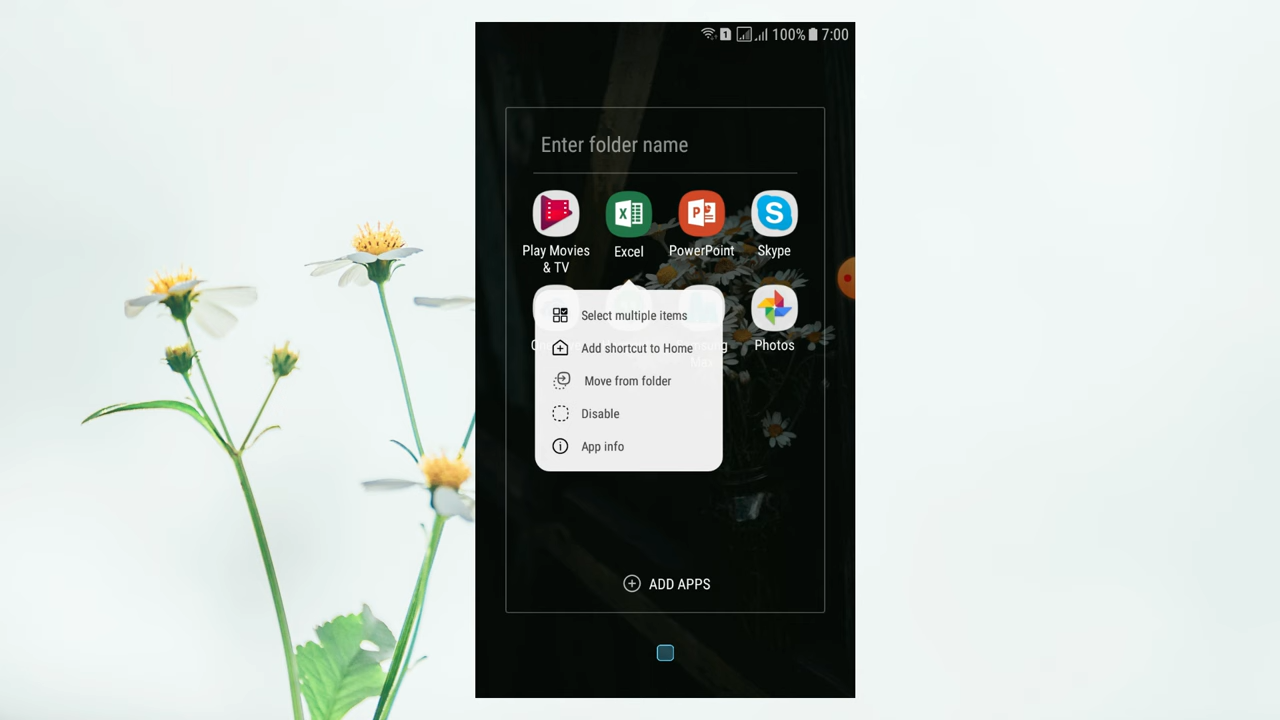 100% 7:00
Enter folder name
Play Movies
& TV
Excel
PowerPoint
Skype
Select multiple items
Add shortcut to Home
Move from folder
Disable
App info
Photos
ADD APPS